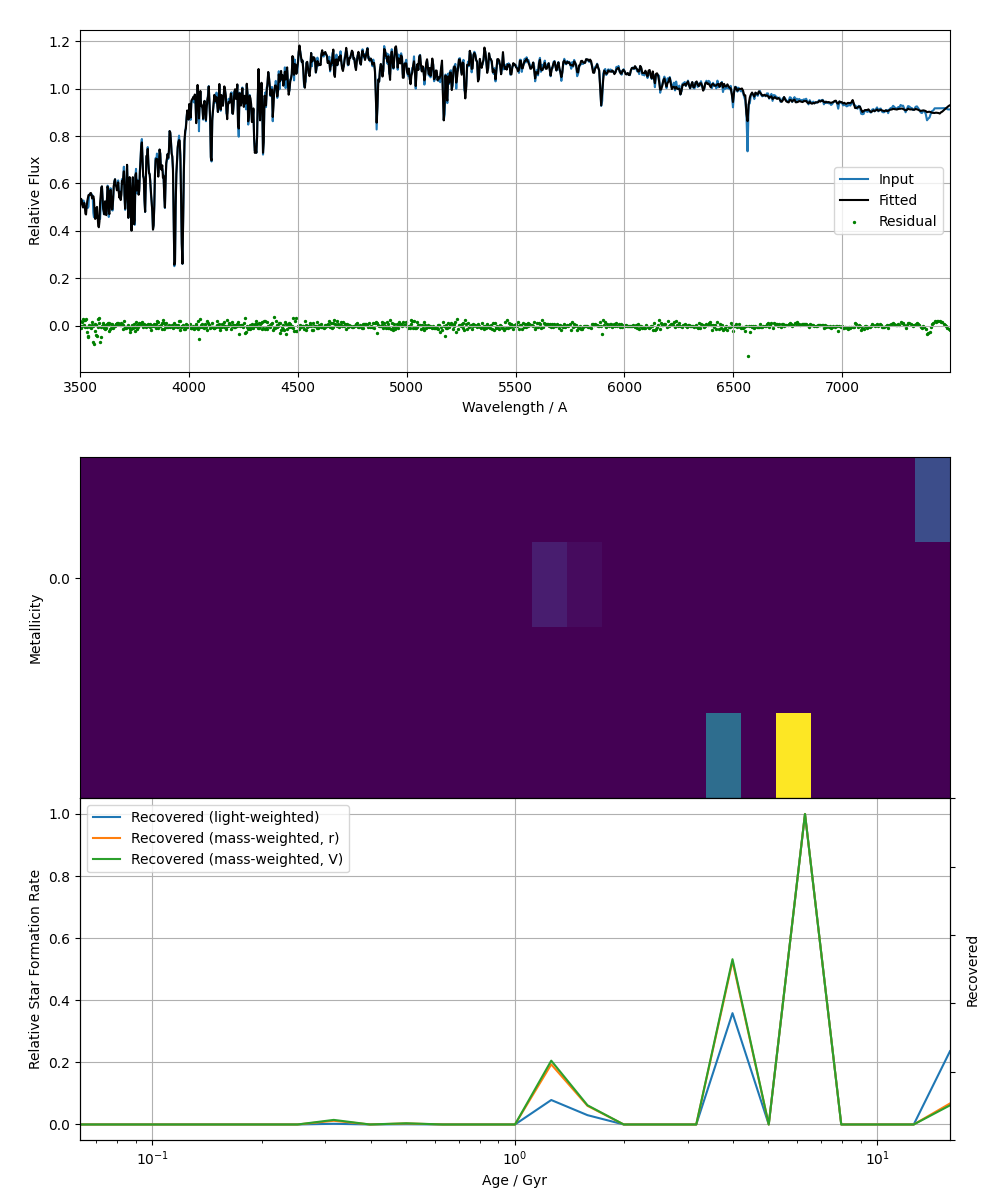 1.2
1.0
0.8
0.6
0.4
0.2
0.0
Relative Flux
Input
Fitted
Residual
3500 4000 4500 5000 5500 6000 6500 7000
Wavelength / A
0.0
Metallicity
Recovered (light-weighted)
Recovered (mass-weighted, r)
Recovered (mass-weighted, V)
1.0
0.8
0.6
0.4
0.2
0.0
Relative Star Formation Rate
Recovered
10⁻¹ 10⁰ 10¹
Age / Gyr